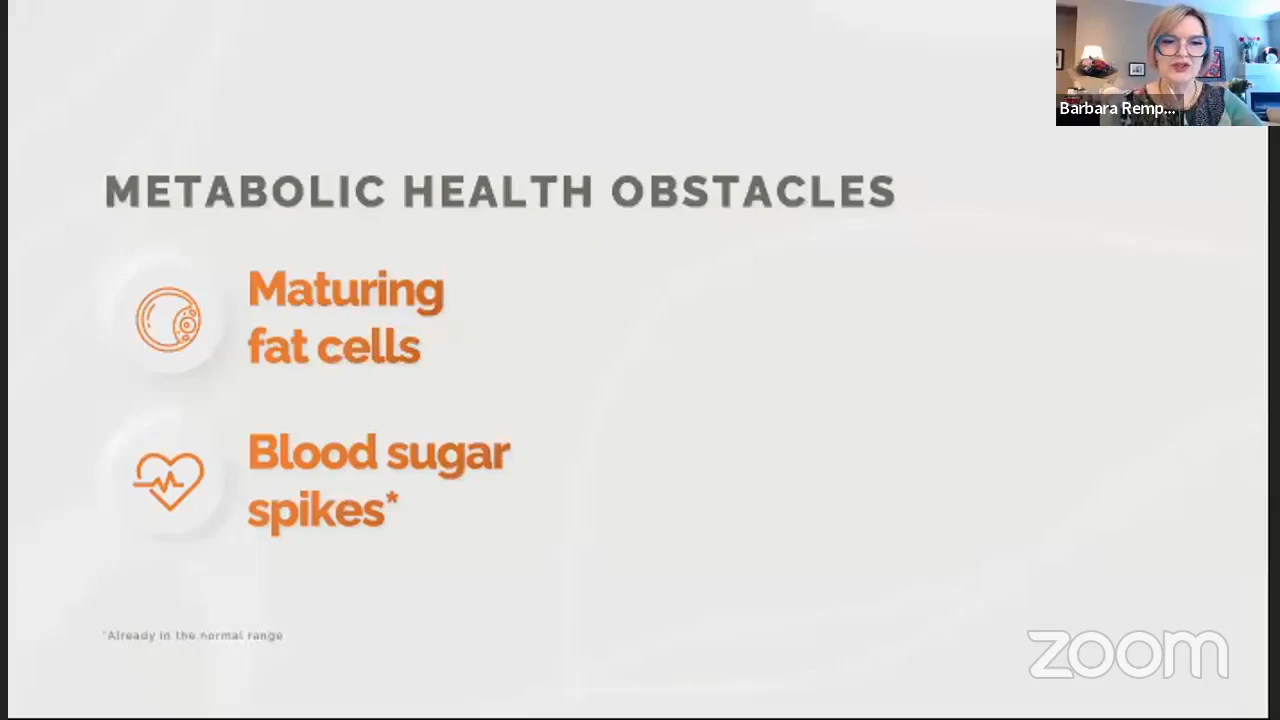 Barbara Remp...
METABOLIC HEALTH OBSTACLES
Maturing
fat cells
Blood sugar
spikes*
*Already in the normal range
zoom